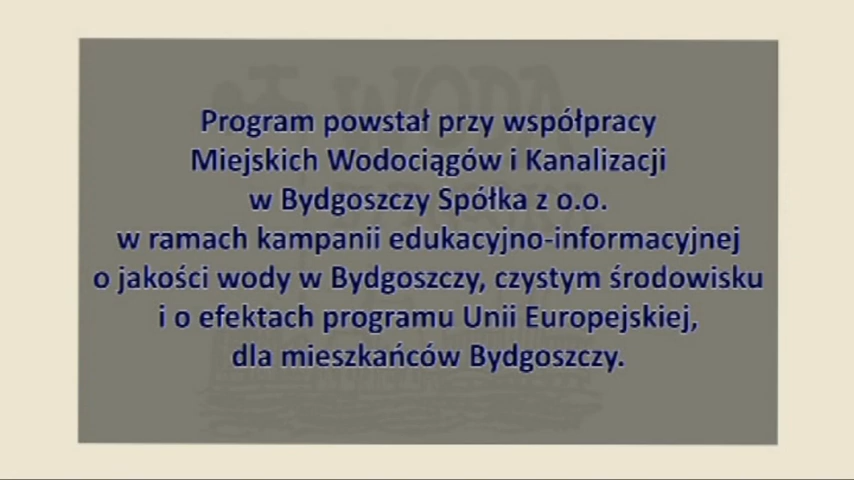 Program powstał przy współpracy
Miejskich Wodociągów i Kanalizacji
w Bydgoszczy Spółka z o.o.
w ramach kampanii edukacyjno-informacyjnej
o jakości wody w Bydgoszczy, czystym środowisku
i o efektach programu Unii Europejskiej,
dla mieszkańców Bydgoszczy.